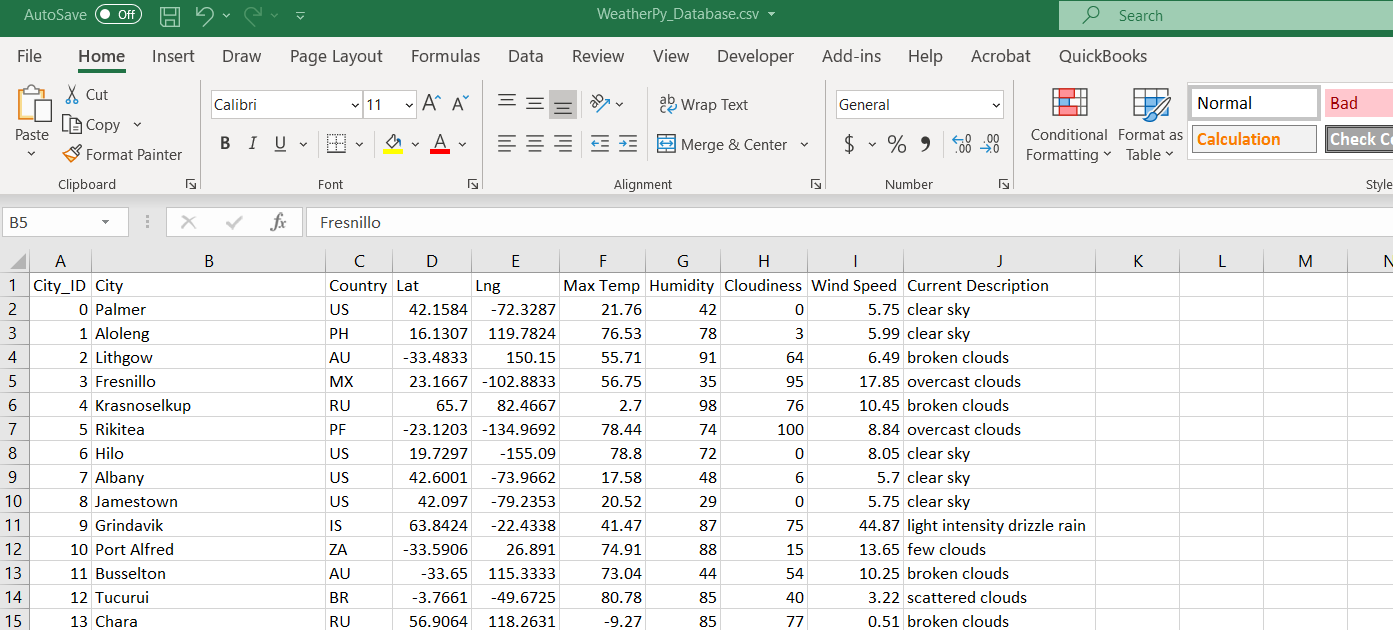 AutoSave Off WeatherPy_Database.csv Search
File Home Insert Draw Page Layout Formulas Data Review View Developer Add-ins Help Acrobat QuickBooks
Paste Cut Copy Format Painter Clipboard
Calibri 11 A A B I U A Font
ab Wrap Text Merge & Center Alignment
General $ % , .00 .00 Number
Conditional Formatting Format as Table Normal Bad Calculation
B5 fx Fresnillo
A B C D E F G H I J K L M N
1 City_ID City Country Lat Lng Max Temp Humidity Cloudiness Wind Speed Current Description
2 0 Palmer US 42.1584 -72.3287 21.76 42 0 5.75 clear sky
3 1 Aloleng PH 16.1307 119.7824 76.53 78 3 5.99 clear sky
4 2 Lithgow AU -33.4833 150.15 55.71 91 64 6.49 broken clouds
5 3 Fresnillo MX 23.1667 -102.8833 56.75 35 95 17.85 overcast clouds
6 4 Krasnoselkup RU 65.7 82.4667 2.7 98 76 10.45 broken clouds
7 5 Rikitea PF -23.1203 -134.9692 78.44 74 100 8.84 overcast clouds
8 6 Hilo US 19.7297 -155.09 78.8 72 0 8.05 clear sky
9 7 Albany US 42.6001 -73.9662 17.58 48 6 5.7 clear sky
10 8 Jamestown US 42.097 -79.2353 20.52 29 0 5.75 clear sky
11 9 Grindavik IS 63.8424 -22.4338 41.47 87 75 44.87 light intensity drizzle rain
12 10 Port Alfred ZA -33.5906 26.891 74.91 88 15 13.65 few clouds
13 11 Busselton AU -33.65 115.3333 73.04 44 54 10.25 broken clouds
14 12 Tucurui BR -3.7661 -49.6725 80.78 85 40 3.22 scattered clouds
15 13 Chara RU 56.9064 118.2631 -9.27 85 77 0.51 broken clouds